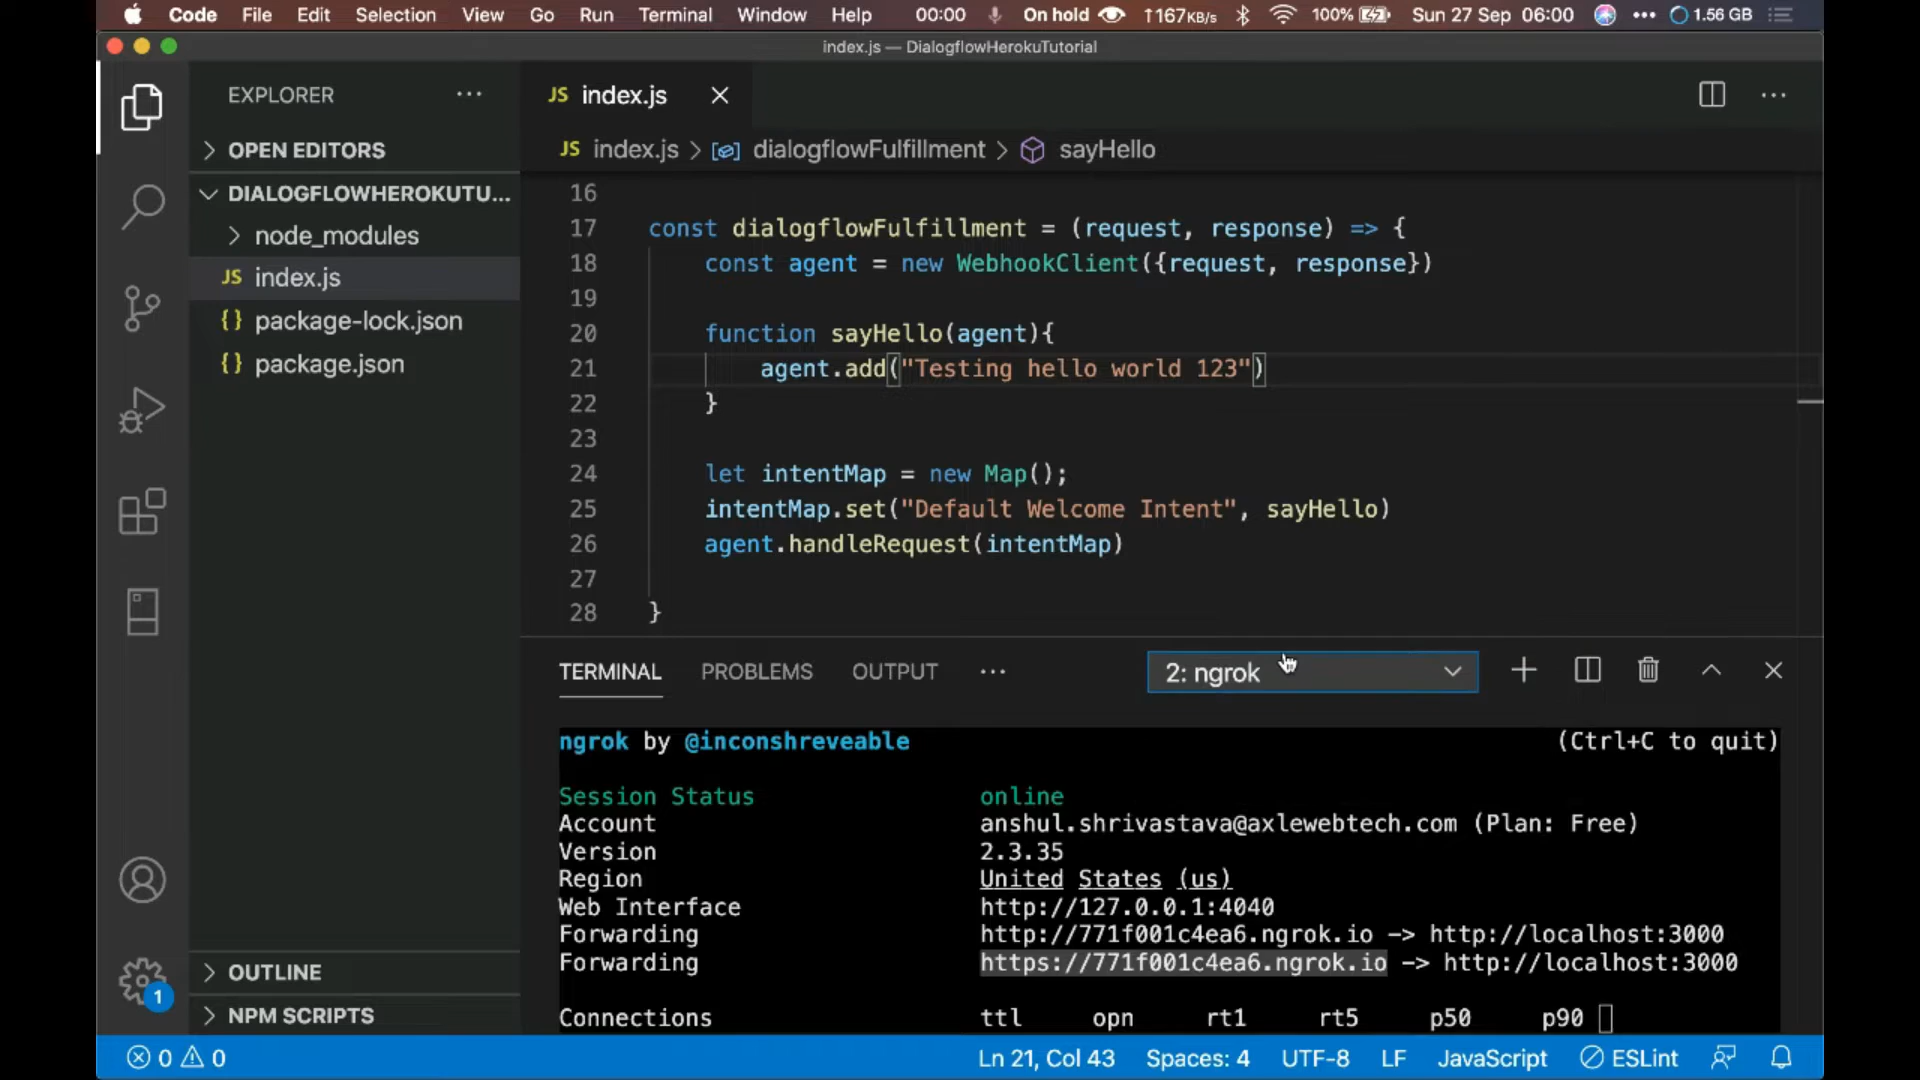 Code File Edit Selection View Go Run Terminal Window Help 00:00 On hold ↑167KB/s 100% Sun 27 Sep 06:00 ••• 1.56 GB
index.js — DialogflowHerokuTutorial
EXPLORER ···
JS index.js ×
···
OPEN EDITORS
JS index.js > dialogflowFulfillment > sayHello
DIALOGFLOWHEROKUTU...
node_modules
JS index.js
{} package-lock.json
{} package.json
16
17 const dialogflowFulfillment = (request, response) => {
18 const agent = new WebhookClient({request, response})
19
20 function sayHello(agent){
21 agent.add("Testing hello world 123")
22 }
23
24 let intentMap = new Map();
25 intentMap.set("Default Welcome Intent", sayHello)
26 agent.handleRequest(intentMap)
27
28 }
TERMINAL PROBLEMS OUTPUT ··· 2: ngrok
ngrok by @inconshreveable (Ctrl+C to quit)
Session Status online
Account anshul.shrivastava@axlewebtech.com (Plan: Free)
Version 2.3.35
Region United States (us)
Web Interface http://127.0.0.1:4040
Forwarding http://771f001c4ea6.ngrok.io -> http://localhost:3000
Forwarding https://771f001c4ea6.ngrok.io -> http://localhost:3000
Connections ttl opn rt1 rt5 p50 p90
1
OUTLINE
NPM SCRIPTS
0 0 Ln 21, Col 43 Spaces: 4 UTF-8 LF JavaScript ESLint